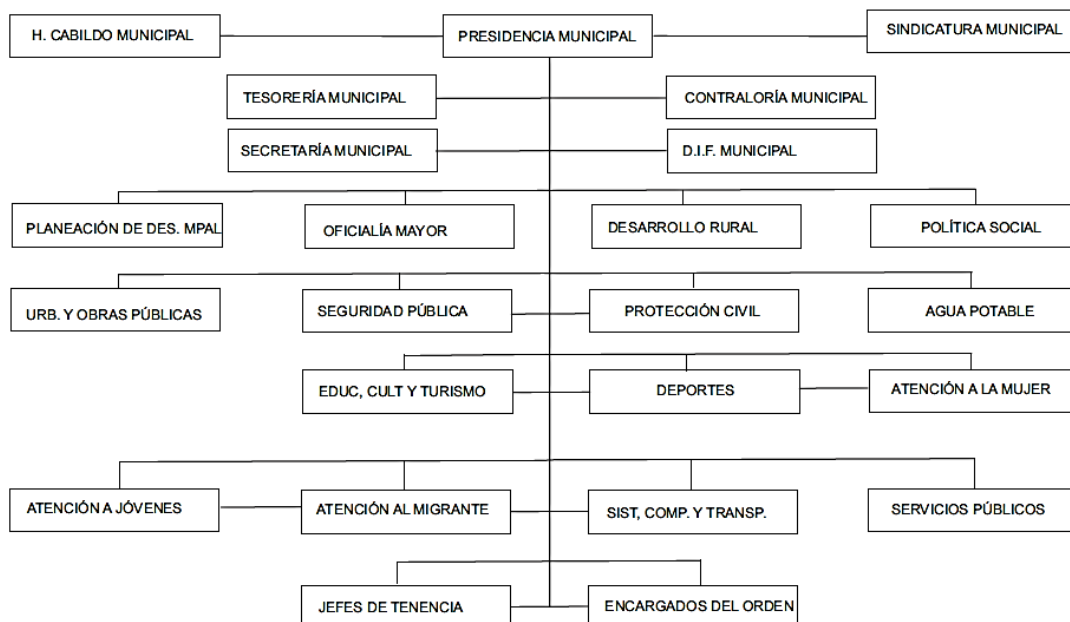 H. CABILDO MUNICIPAL
PRESIDENCIA MUNICIPAL
SINDICATURA MUNICIPAL
TESORERÍA MUNICIPAL
CONTRALORÍA MUNICIPAL
SECRETARÍA MUNICIPAL
D.I.F. MUNICIPAL
PLANEACIÓN DE DES. MPAL
OFICIALÍA MAYOR
DESARROLLO RURAL
POLÍTICA SOCIAL
URB. Y OBRAS PÚBLICAS
SEGURIDAD PÚBLICA
PROTECCIÓN CIVIL
AGUA POTABLE
EDUC, CULT Y TURISMO
DEPORTES
ATENCIÓN A LA MUJER
ATENCIÓN A JÓVENES
ATENCIÓN AL MIGRANTE
SIST, COMP. Y TRANSP.
SERVICIOS PÚBLICOS
JEFES DE TENENCIA
ENCARGADOS DEL ORDEN